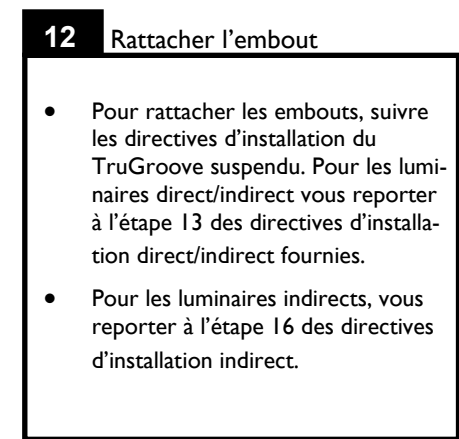 12 Rattacher l’embout
• Pour rattacher les embouts, suivre
les directives d’installation du
TruGroove suspendu. Pour les lumi-
naires direct/indirect vous reporter
à l’étape 13 des directives d’installa-
tion direct/indirect fournies.
• Pour les luminaires indirects, vous
reporter à l’étape 16 des directives
d’installation indirect.